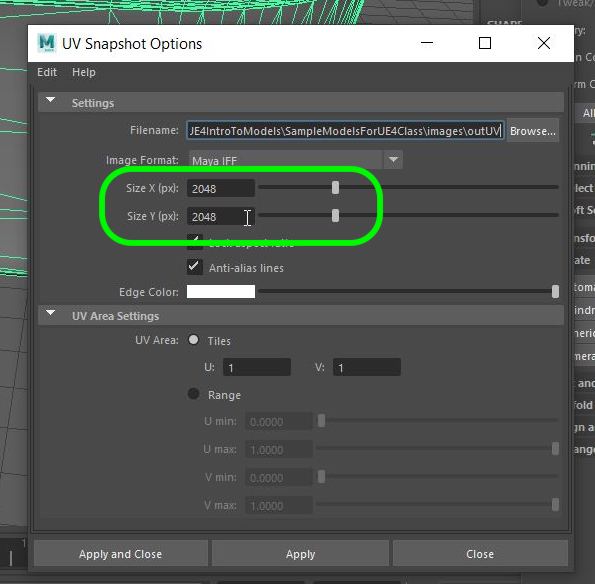 UV Snapshot Options
Edit Help
Settings
Filename: JE4IntroToModels\SampleModelsForUE4Class\images\outUV Browse...
Image Format: Maya IFF
Size X (px): 2048
Size Y (px): 2048
Anti-alias lines
Edge Color:
UV Area Settings
UV Area: Tiles
U: 1 V: 1
Range
U min: 0.0000
U max: 1.0000
V min: 0.0000
V max: 1.0000
Apply and Close Apply Close